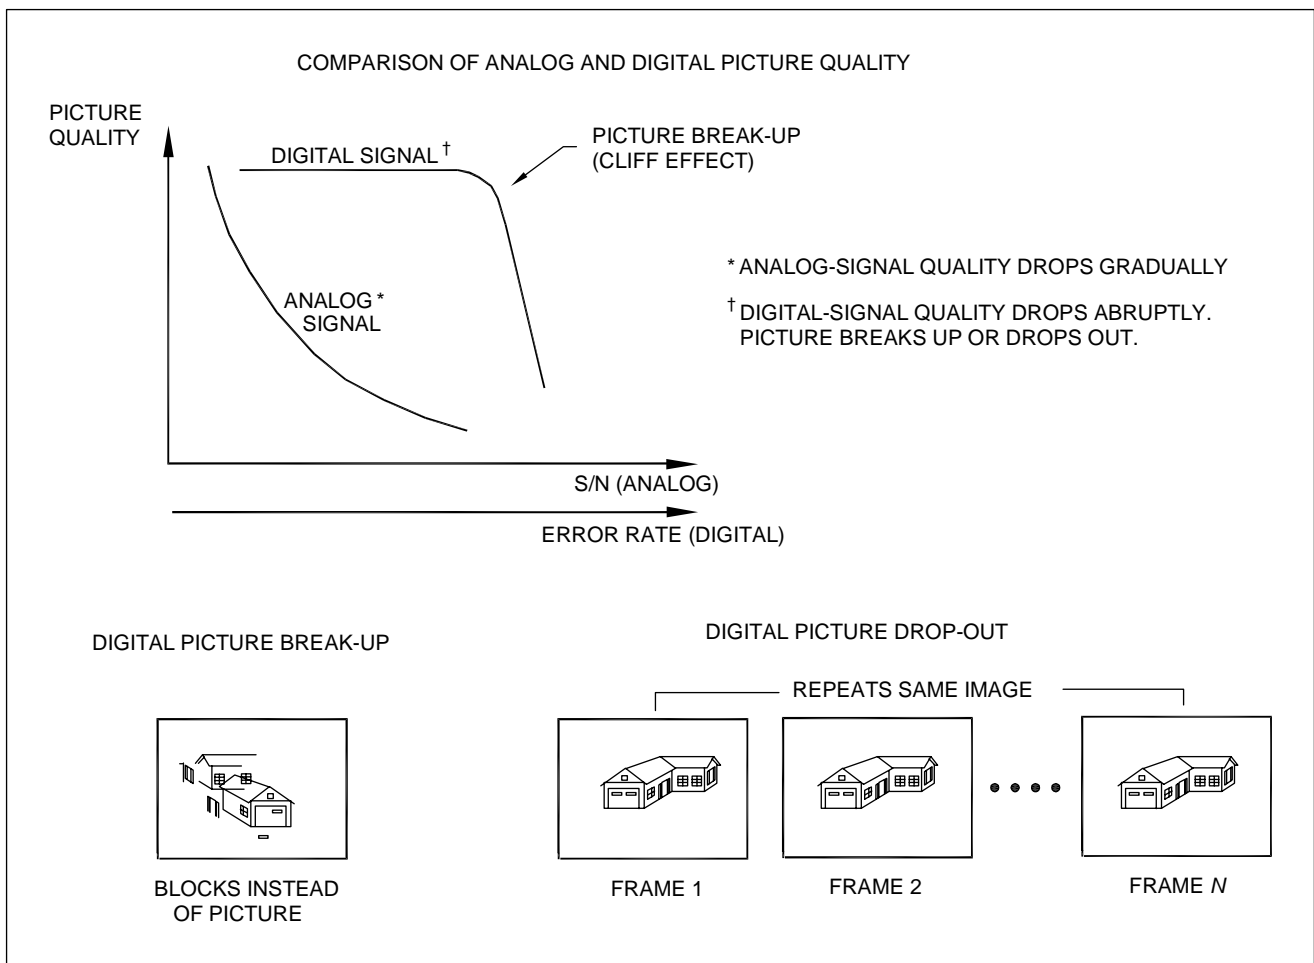 COMPARISON OF ANALOG AND DIGITAL PICTURE QUALITY
PICTURE
QUALITY
DIGITAL SIGNAL†
PICTURE BREAK-UP
(CLIFF EFFECT)
ANALOG*
SIGNAL
* ANALOG-SIGNAL QUALITY DROPS GRADUALLY
† DIGITAL-SIGNAL QUALITY DROPS ABRUPTLY.
PICTURE BREAKS UP OR DROPS OUT.
S/N (ANALOG)
ERROR RATE (DIGITAL)
DIGITAL PICTURE BREAK-UP
BLOCKS INSTEAD
OF PICTURE
DIGITAL PICTURE DROP-OUT
REPEATS SAME IMAGE
FRAME 1
FRAME 2
FRAME N